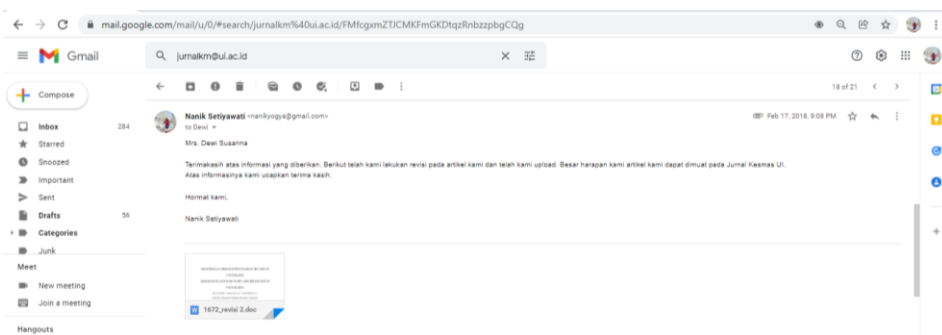 mail.google.com/mail/u/0/#search/jurnalkm%40ui.ac.id/FMfcgxmZTJCMKFmGKDtqzRnbzzpbgCQg
Gmail
jurnalkm@ui.ac.id
Compose
18 of 21
Inbox 284
Starred
Snoozed
Important
Sent
Drafts 56
Categories
Junk
Meet
New meeting
Join a meeting
Hangouts
Nanik Setiyawati <nanikyogya@gmail.com>
Feb 17, 2018, 9:08 PM
to Dewi
Mrs. Dewi Susanna
Terimakasih atas informasi yang diberikan. Berikut telah kami lakukan revisi pada artikel kami dan telah kami upload. Besar harapan kami artikel kami dapat dimuat pada Jurnal Kesmas UI.
Atas informasinya kami ucapkan terima kasih.
Hormat kami,
Nanik Setiyawati
W 1672_revisi 2.doc